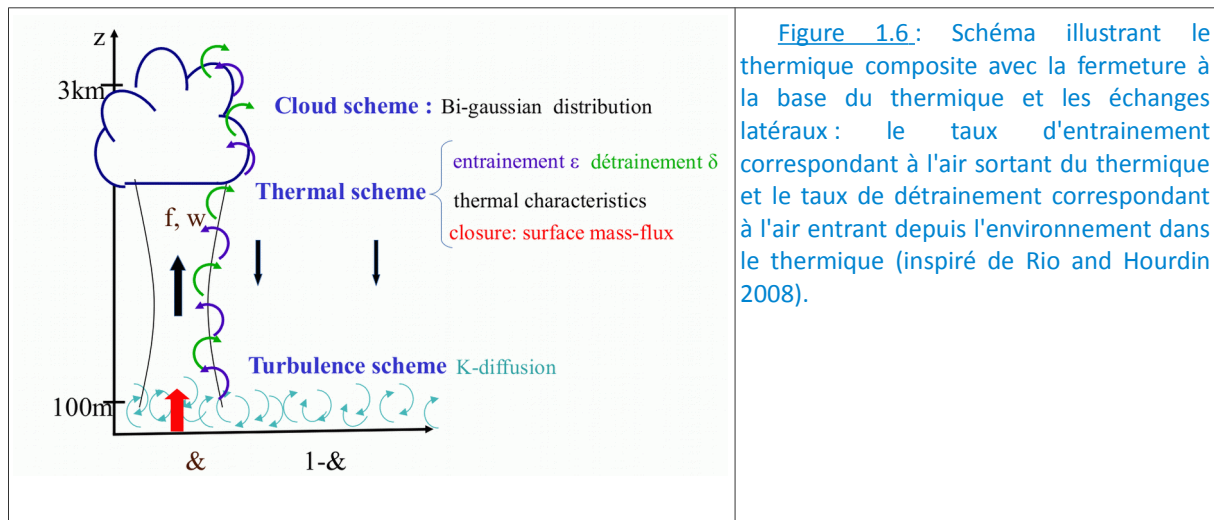 z
3km
Cloud scheme : Bi-gaussian distribution
entrainement ε détrainement δ
Thermal scheme
thermal characteristics
f, w
closure: surface mass-flux
Turbulence scheme K-diffusion
100m
& 1-&
Figure 1.6 : Schéma illustrant le
thermique composite avec la fermeture à
la base du thermique et les échanges
latéraux : le taux d'entrainement
correspondant à l'air sortant du thermique
et le taux de détrainement correspondant
à l'air entrant depuis l'environnement dans
le thermique (inspiré de Rio and Hourdin
2008).